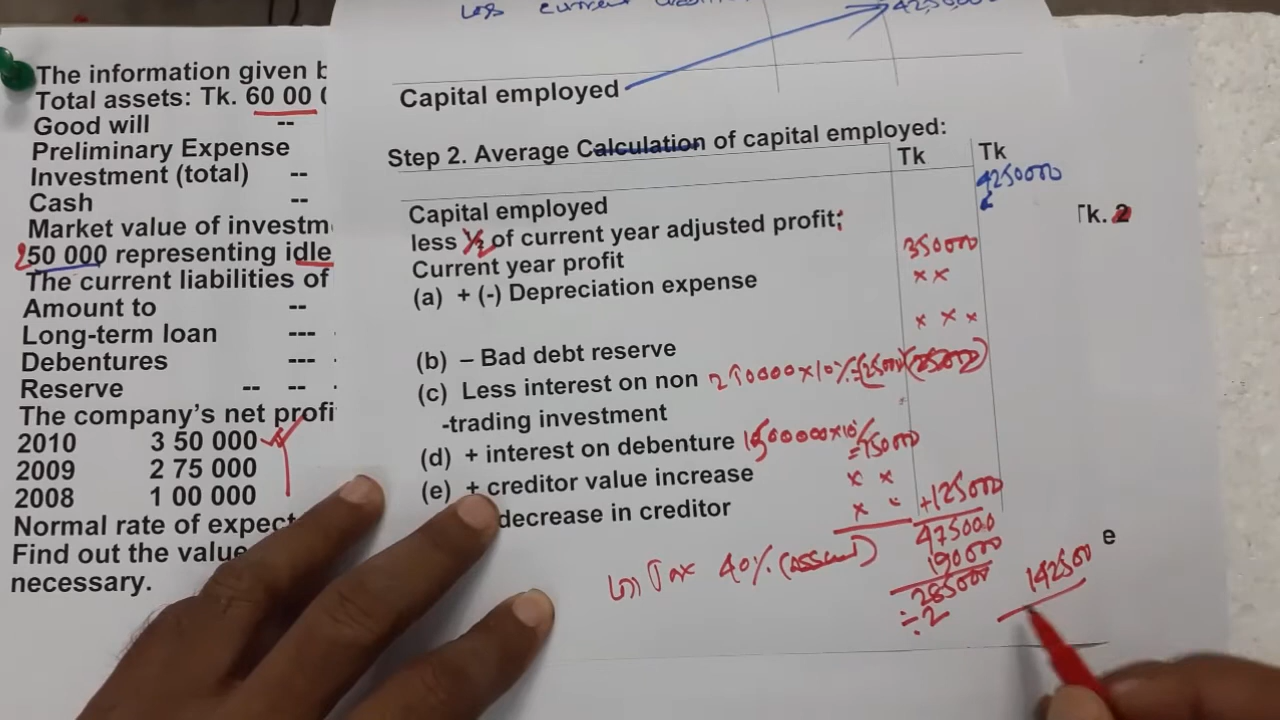 The information given b
Total assets: Tk. 60 00 0
Good will --
Preliminary Expense
Investment (total) --
Cash --
Market value of investm
250 000 representing idle
The current liabilities of
Amount to --
Long-term loan ---
Debentures ---
Reserve -- --
The company's net profi
2010 3 50 000
2009 2 75 000
2008 1 00 000
Normal rate of expect
Find out the value
necessary.
Less current
Capital employed
Step 2. Average Calculation of capital employed:
Tk Tk
Capital employed 4250000
less ½ of current year adjusted profit:
Current year profit 350000
(a) + (-) Depreciation expense x x
x x x
(b) – Bad debt reserve
(c) Less interest on non 250000x10%=(25000)(25000)
-trading investment
(d) + interest on debenture 1500000x10%
=150000
(e) + creditor value increase x x
decrease in creditor x x +125000
475000
Less Tax 40% (assumed) 190000
285000
÷2 142500
Tk. 2
e